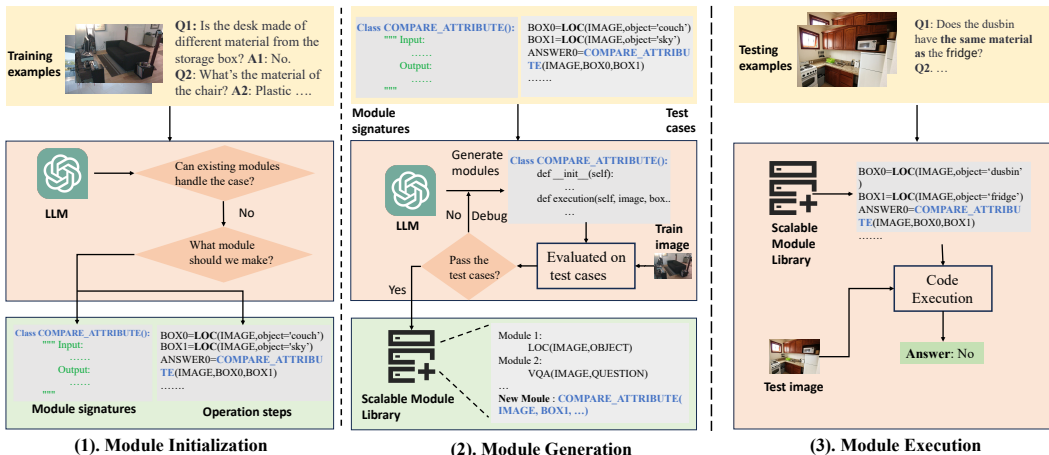 Training
examples
Q1: Is the desk made of
different material from the
storage box? A1: No.
Q2: What's the material of
the chair? A2: Plastic ….
Can existing modules
handle the case?
LLM
No
What module
should we make?
Class COMPARE_ATTRIBUTE():
""" Input:
……
Output:
……
"""
Module signatures
BOX0=LOC(IMAGE,object='couch')
BOX1=LOC(IMAGE,object='sky')
ANSWER0=COMPARE_ATTRIBU
TE(IMAGE,BOX0,BOX1)
Operation steps
(1). Module Initialization
Class COMPARE_ATTRIBUTE():
""" Input:
……
Output:
……
"""
BOX0=LOC(IMAGE,object='couch')
BOX1=LOC(IMAGE,object='sky')
ANSWER0=COMPARE_ATTRIBU
TE(IMAGE,BOX0,BOX1)
…….
Module
signatures
Test
cases
Generate
modules
LLM
No
Debug
Class COMPARE_ATTRIBUTE():
def __init__(self):
…
def execution(self, image, box..
…
Train
image
Pass the
test cases?
Evaluated on
test cases
Yes
Scalable Module
Library
Module 1:
LOC(IMAGE,OBJECT)
Module 2:
VQA(IMAGE,QUESTION)
…
New Moule : COMPARE_ATTRIBUTE(
IMAGE, BOX1, …)
(2). Module Generation
Testing
examples
Q1: Does the dusbin
have the same material
as the fridge?
Q2. …
Scalable
Module
Library
BOX0=LOC(IMAGE,object='dusbin'
)
BOX1=LOC(IMAGE,object='fridge')
ANSWER0=COMPARE_ATTRIBU
TE(IMAGE,BOX0,BOX1)
…….
Code
Execution
Answer: No
Test image
(3). Module Execution